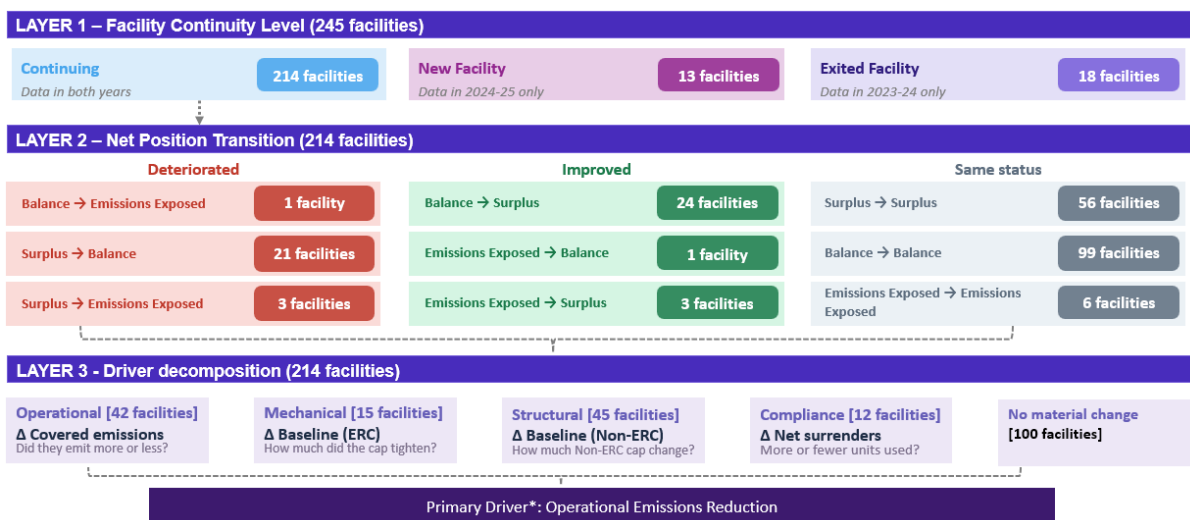 LAYER 1 – Facility Continuity Level (245 facilities)
Continuing
Data in both years
214 facilities
New Facility
Data in 2024-25 only
13 facilities
Exited Facility
Data in 2023-24 only
18 facilities
LAYER 2 – Net Position Transition (214 facilities)
Deteriorated
Balance → Emissions Exposed
1 facility
Surplus → Balance
21 facilities
Surplus → Emissions Exposed
3 facilities
Improved
Balance → Surplus
24 facilities
Emissions Exposed → Balance
1 facility
Emissions Exposed → Surplus
3 facilities
Same status
Surplus → Surplus
56 facilities
Balance → Balance
99 facilities
Emissions Exposed → Emissions
Exposed
6 facilities
LAYER 3 - Driver decomposition (214 facilities)
Operational [42 facilities]
Δ Covered emissions
Did they emit more or less?
Mechanical [15 facilities]
Δ Baseline (ERC)
How much did the cap tighten?
Structural [45 facilities]
Δ Baseline (Non-ERC)
How much Non-ERC cap change?
Compliance [12 facilities]
Δ Net surrenders
More or fewer units used?
No material change
[100 facilities]
Primary Driver*: Operational Emissions Reduction